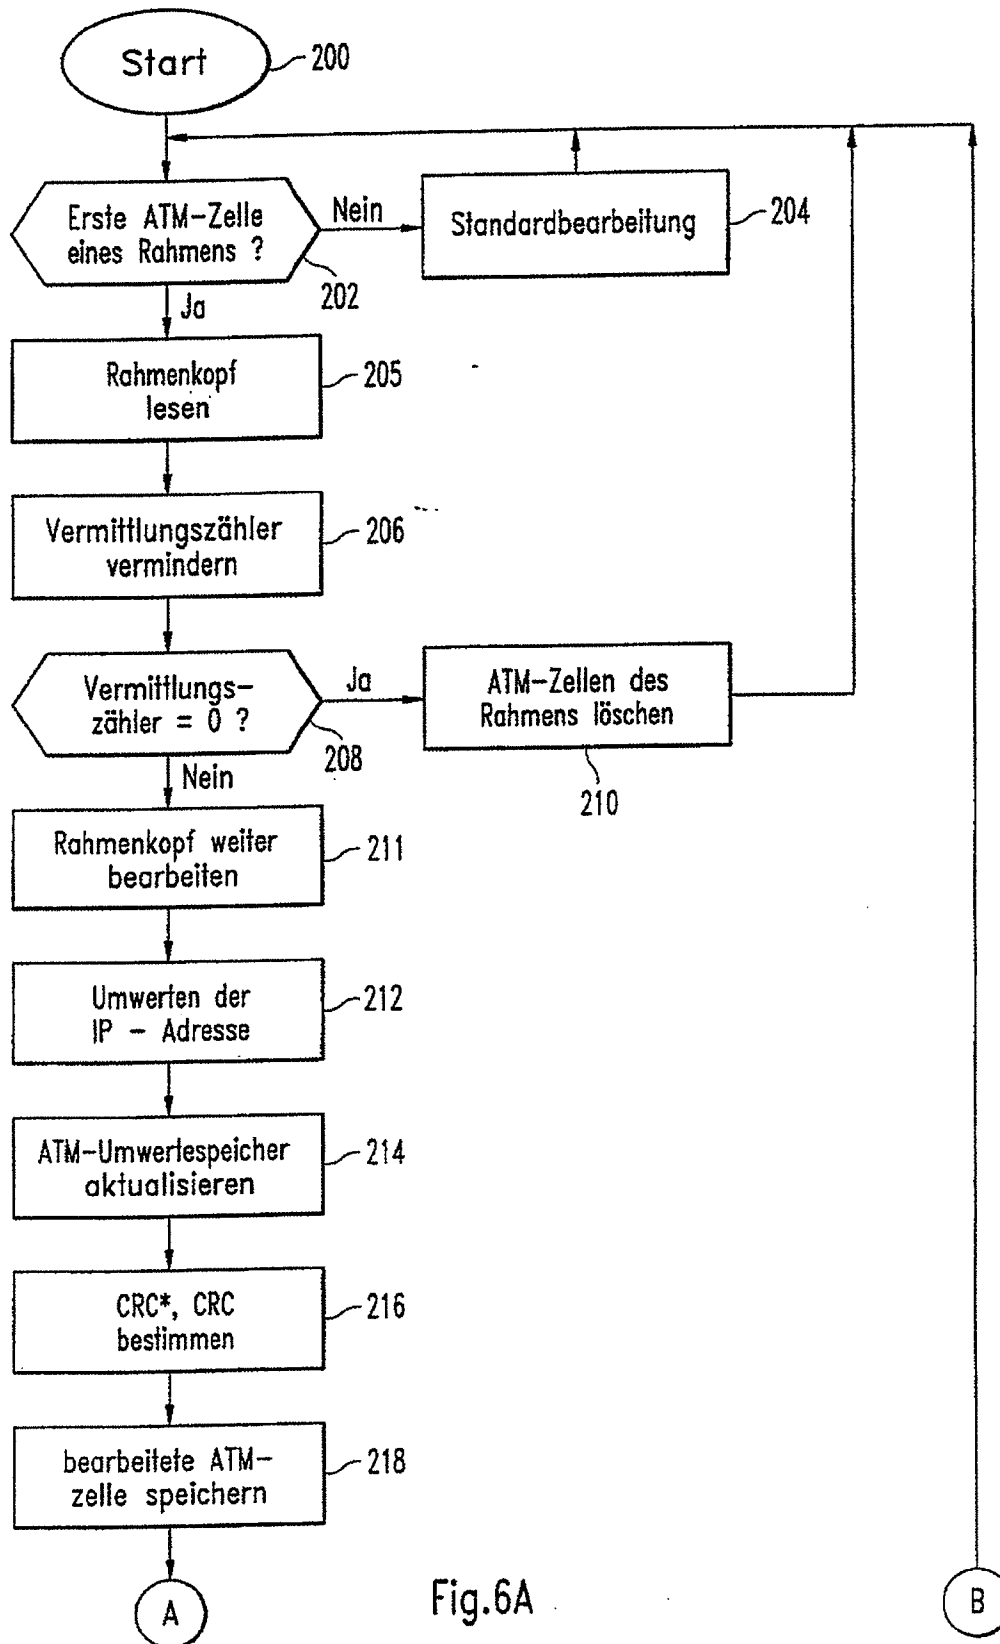 Start
200
Erste ATM-Zelle
eines Rahmens ?
Nein
202
Standardbearbeitung
204
Ja
Rahmenkopf
lesen
205
Vermittlungszähler
vermindern
206
Vermittlungs-
zähler = 0 ?
Ja
208
ATM-Zellen des
Rahmens löschen
210
Nein
Rahmenkopf weiter
bearbeiten
211
Umwerten der
IP - Adresse
212
ATM-Umwertespeicher
aktualisieren
214
CRC*, CRC
bestimmen
216
bearbeitete ATM-
zelle speichern
218
A
Fig.6A
B